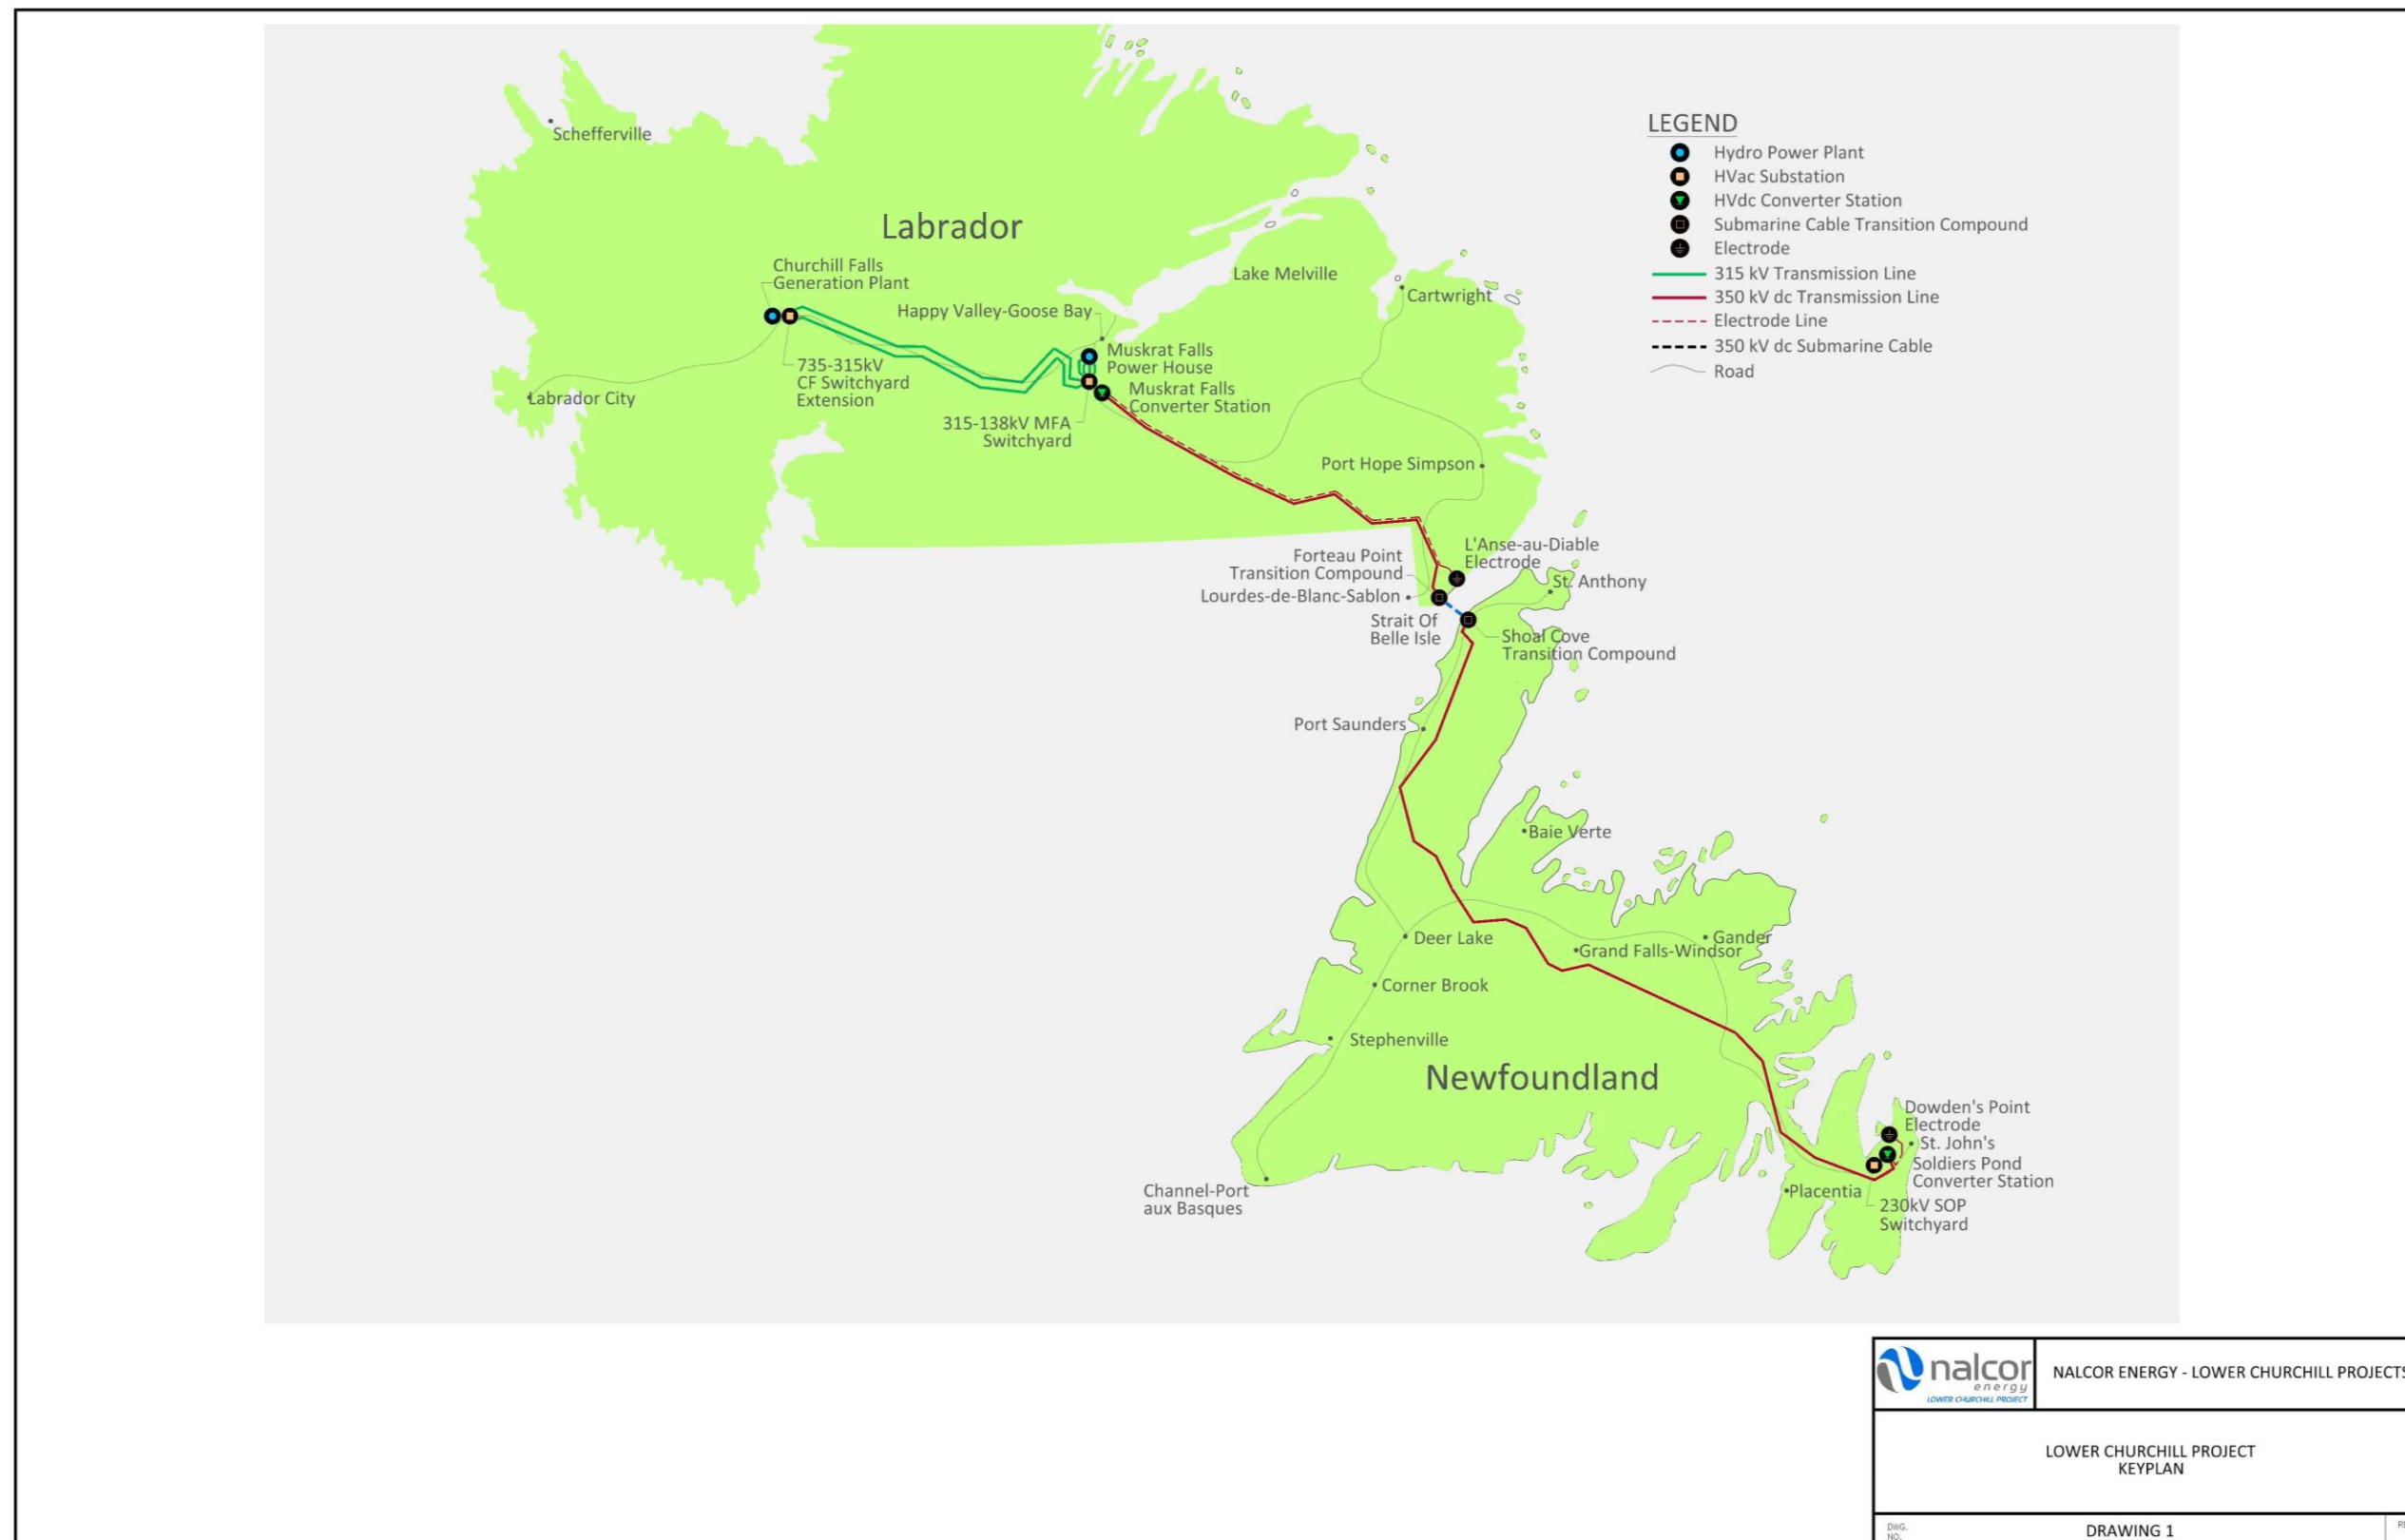 LEGEND
Hydro Power Plant
HVac Substation
HVdc Converter Station
Submarine Cable Transition Compound
Electrode
315 kV Transmission Line
350 kV dc Transmission Line
Electrode Line
350 kV dc Submarine Cable
Road
Schefferville
Labrador
Churchill Falls
Generation Plant
Lake Melville
Cartwright
Happy Valley-Goose Bay
Muskrat Falls
Power House
735-315kV
CF Switchyard
Extension
Muskrat Falls
Converter Station
Labrador City
315-138kV MFA
Switchyard
Port Hope Simpson
L'Anse-au-Diable
Electrode
Forteau Point
Transition Compound
St. Anthony
Lourdes-de-Blanc-Sablon
Strait Of
Belle Isle
Shoal Cove
Transition Compound
Port Saunders
Baie Verte
Deer Lake
Gander
Grand Falls-Windsor
Corner Brook
Stephenville
Newfoundland
Dowden's Point
Electrode
St. John's
Soldiers Pond
Converter Station
Placentia
230kV SOP
Switchyard
Channel-Port
aux Basques
nalcor
energy
LOWER CHURCHILL PROJECT
NALCOR ENERGY - LOWER CHURCHILL PROJECTS
LOWER CHURCHILL PROJECT
KEYPLAN
DWG.
NO.
DRAWING 1